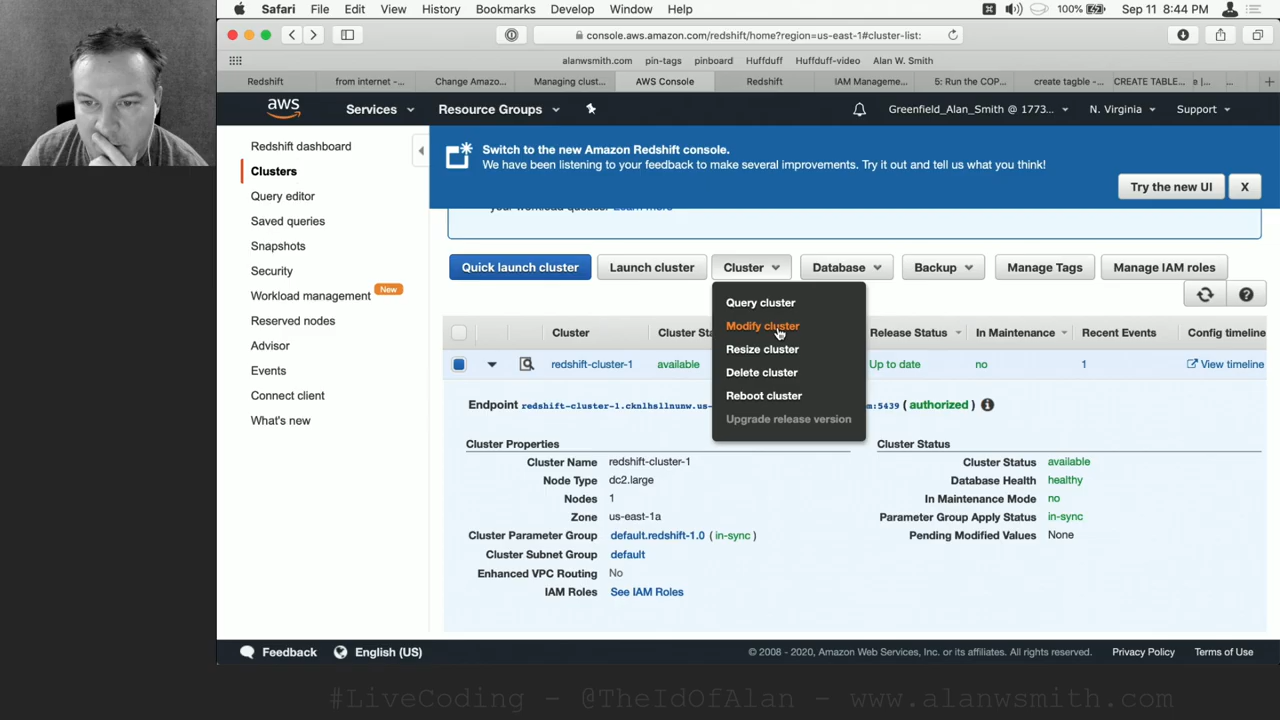 Safari File Edit View History Bookmarks Develop Window Help 100% Sep 11 8:44 PM
console.aws.amazon.com/redshift/home?region=us-east-1#cluster-list:
alanwsmith.com pin-tags pinboard Huffduff Huffduff-video Alan W. Smith
Redshift from internet -... Change Amazo... Managing clust... AWS Console Redshift IAM Manageme... 5: Run the COP... create tagble -... CREATE TABLE... |... ...
aws Services Resource Groups Greenfield_Alan_Smith @ 1773... N. Virginia Support
Redshift dashboard
Clusters
Query editor
Saved queries
Snapshots
Security
Workload management New
Reserved nodes
Advisor
Events
Connect client
What's new
Switch to the new Amazon Redshift console.
We have been listening to your feedback to make several improvements. Try it out and tell us what you think!
Try the new UI X
your workload queues. Learn more
Quick launch cluster Launch cluster Cluster Database Backup Manage Tags Manage IAM roles
Query cluster
Modify cluster
Resize cluster
Delete cluster
Reboot cluster
Upgrade release version
Cluster Cluster Sta Release Status In Maintenance Recent Events Config timeline
redshift-cluster-1 available Up to date no 1 View timeline
Endpoint redshift-cluster-1.cknlhsllnunw.us- m:5439 ( authorized )
Cluster Properties
Cluster Name redshift-cluster-1
Node Type dc2.large
Nodes 1
Zone us-east-1a
Cluster Parameter Group default.redshift-1.0 ( in-sync )
Cluster Subnet Group default
Enhanced VPC Routing No
IAM Roles See IAM Roles
Cluster Status
Cluster Status available
Database Health healthy
In Maintenance Mode no
Parameter Group Apply Status in-sync
Pending Modified Values None
Feedback English (US) © 2008 - 2020, Amazon Web Services, Inc. or its affiliates. All rights reserved. Privacy Policy Terms of Use
#LiveCoding - @TheIdOfAlan - www.alanwsmith.com